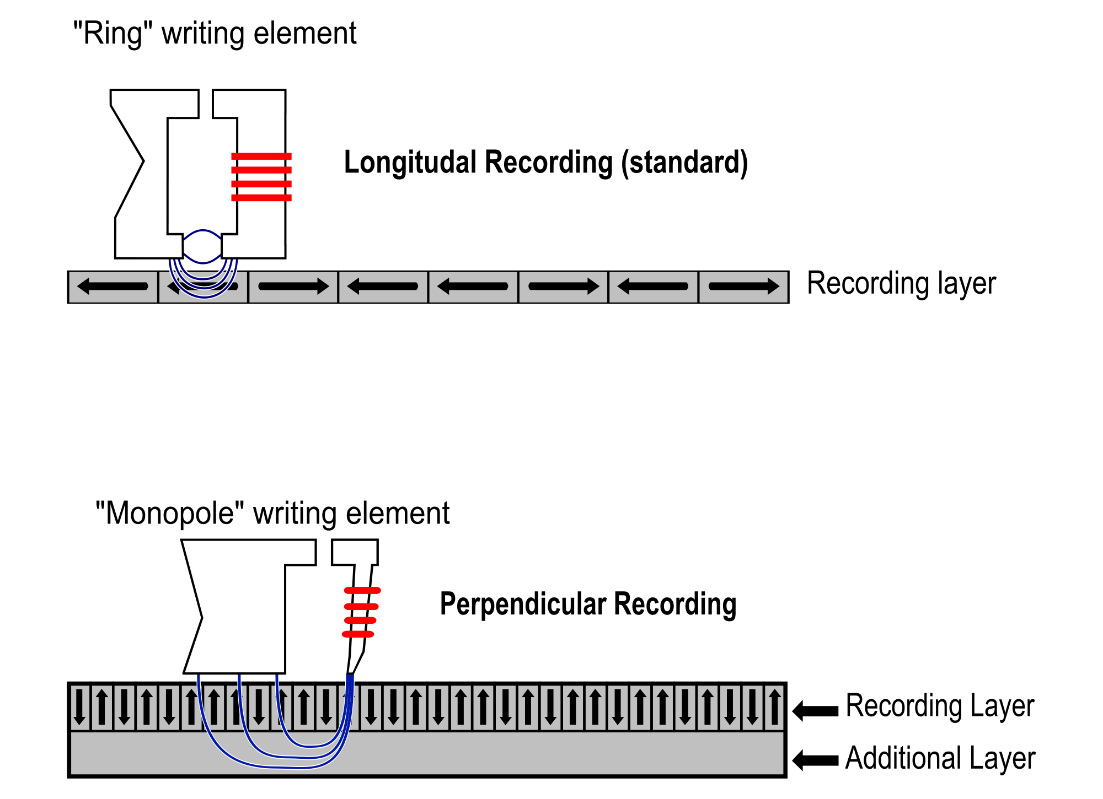 "Ring" writing element
Longitudal Recording (standard)
Recording layer
"Monopole" writing element
Perpendicular Recording
Recording Layer
Additional Layer